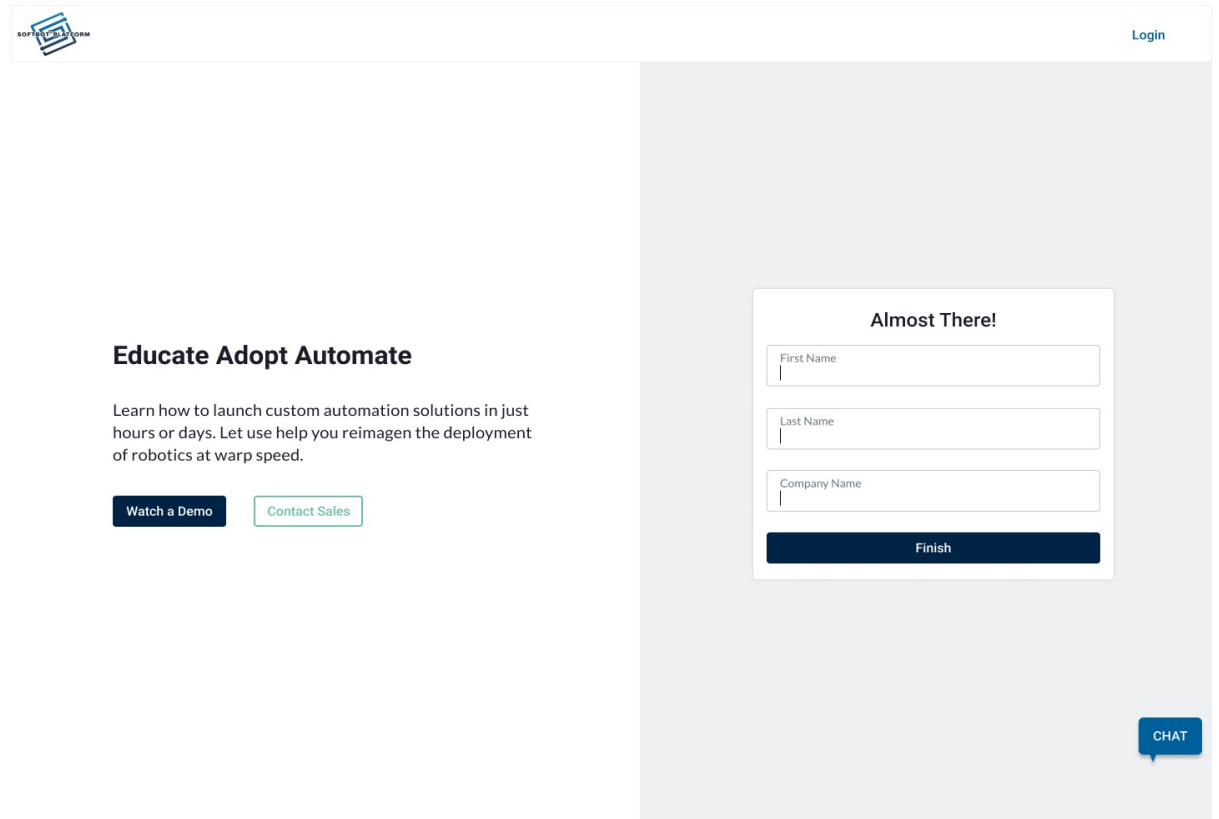 SOFTBOT PLATFORM
Login
Educate Adopt Automate
Learn how to launch custom automation solutions in just
hours or days. Let use help you reimagen the deployment
of robotics at warp speed.
Watch a Demo
Contact Sales
Almost There!
First Name
Last Name
Company Name
Finish
CHAT